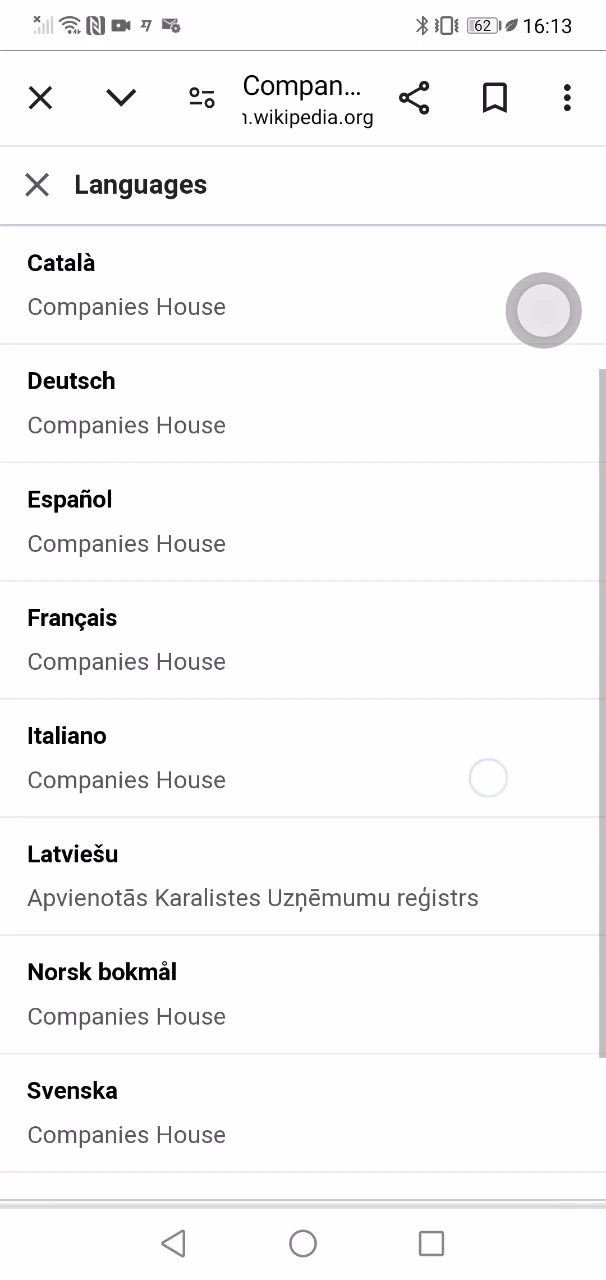 62 16:13
Compan...
n.wikipedia.org
Languages
Català
Companies House
Deutsch
Companies House
Español
Companies House
Français
Companies House
Italiano
Companies House
Latviešu
Apvienotās Karalistes Uzņēmumu reģistrs
Norsk bokmål
Companies House
Svenska
Companies House